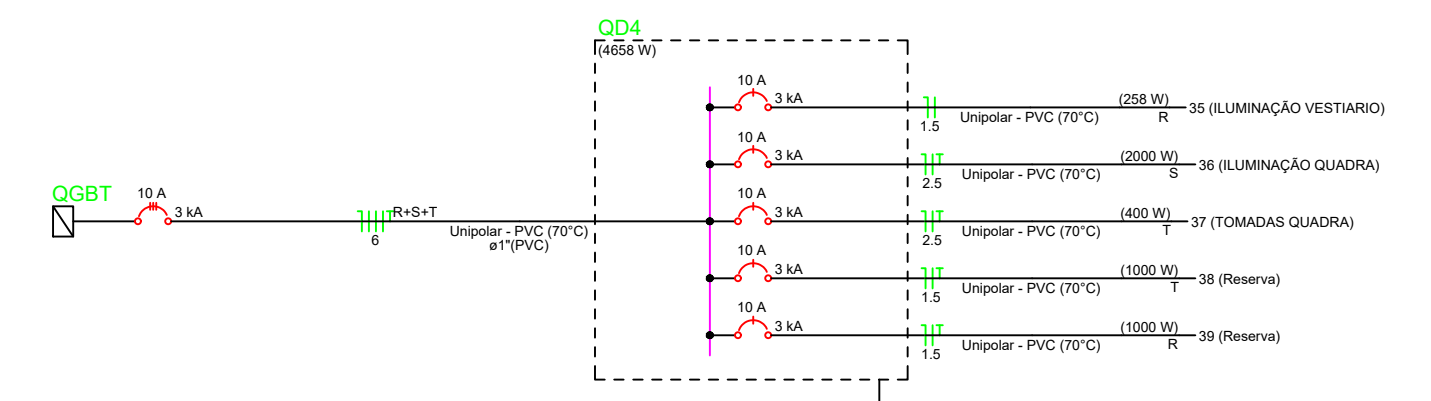 QD4
(4658 W)
10 A
3 kA
1.5
Unipolar - PVC (70°C)
(258 W)
R
35 (ILUMINAÇÃO VESTIARIO)
10 A
3 kA
2.5
Unipolar - PVC (70°C)
(2000 W)
S
36 (ILUMINAÇÃO QUADRA)
QGBT
10 A
3 kA
6
R+S+T
Unipolar - PVC (70°C)
ø1"(PVC)
10 A
3 kA
2.5
Unipolar - PVC (70°C)
(400 W)
T
37 (TOMADAS QUADRA)
10 A
3 kA
1.5
Unipolar - PVC (70°C)
(1000 W)
T
38 (Reserva)
10 A
3 kA
1.5
Unipolar - PVC (70°C)
(1000 W)
R
39 (Reserva)